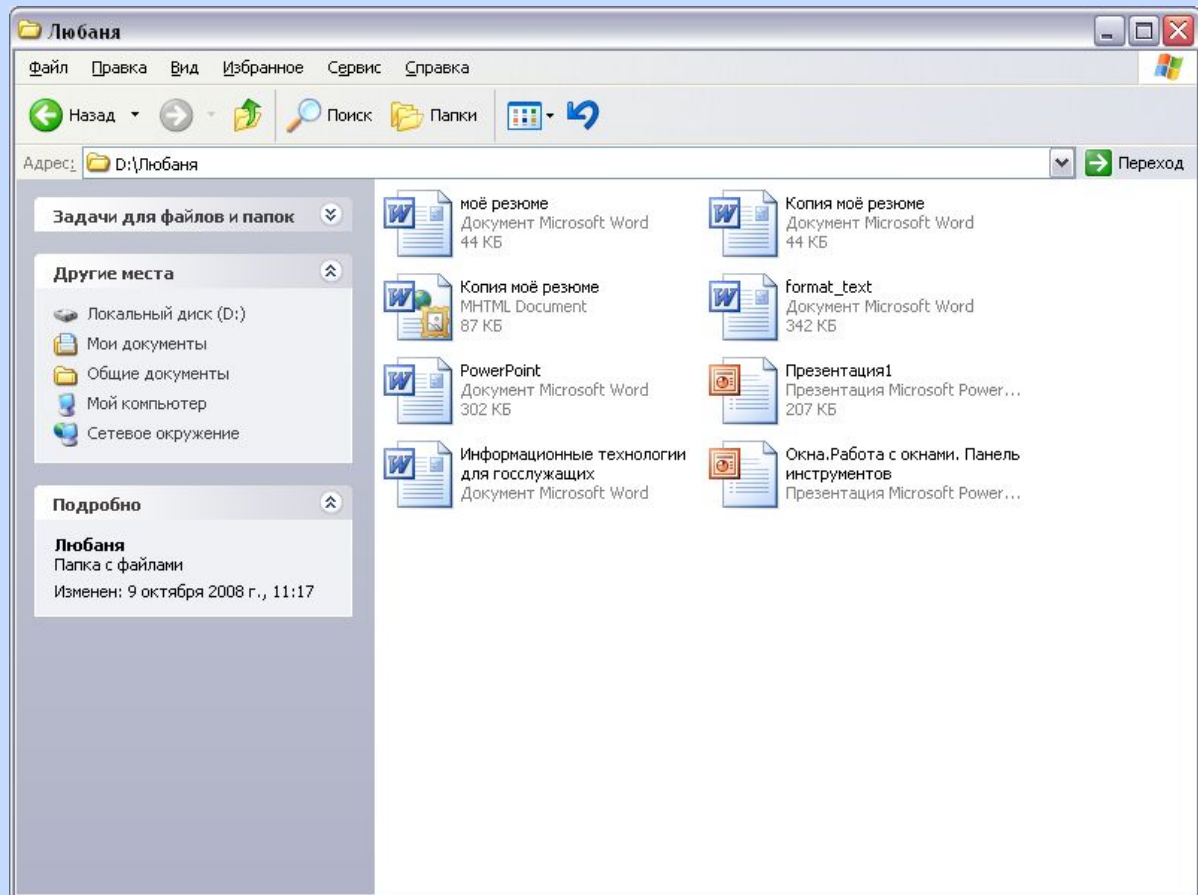 Любаня
Файл Правка Вид Избранное Сервис Справка
Назад Поиск Папки
Адрес: D:\Любаня Переход
Задачи для файлов и папок
Другие места
Локальный диск (D:)
Мои документы
Общие документы
Мой компьютер
Сетевое окружение
Подробно
Любаня
Папка с файлами
Изменен: 9 октября 2008 г., 11:17
моё резюме
Документ Microsoft Word
44 КБ
Копия моё резюме
Документ Microsoft Word
44 КБ
Копия моё резюме
MHTML Document
87 КБ
format_text
Документ Microsoft Word
342 КБ
PowerPoint
Документ Microsoft Word
302 КБ
Презентация1
Презентация Microsoft Power...
207 КБ
Информационные технологии
для госслужащих
Документ Microsoft Word
Окна.Работа с окнами. Панель
инструментов
Презентация Microsoft Power...